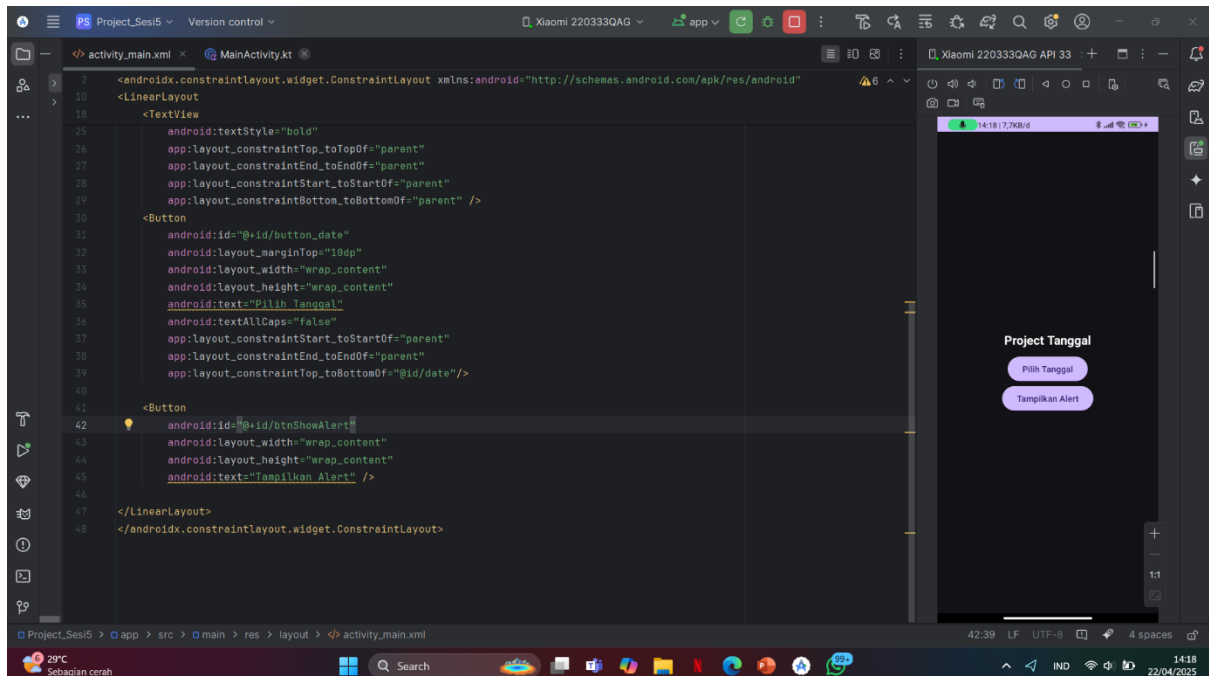 PS Project_Sesi5 Version control Xiaomi 220333QAG app
activity_main.xml MainActivity.kt Xiaomi 220333QAG API 33
2 <androidx.constraintlayout.widget.ConstraintLayout xmlns:android="http://schemas.android.com/apk/res/android" 6
10 <LinearLayout
18 <TextView
25 android:textStyle="bold"
26 app:layout_constraintTop_toTopOf="parent"
27 app:layout_constraintEnd_toEndOf="parent"
28 app:layout_constraintStart_toStartOf="parent"
29 app:layout_constraintBottom_toBottomOf="parent" />
30 <Button
31 android:id="@+id/button_date"
32 android:layout_marginTop="10dp"
33 android:layout_width="wrap_content"
34 android:layout_height="wrap_content"
35 android:text="Pilih Tanggal"
36 android:textAllCaps="false"
37 app:layout_constraintStart_toStartOf="parent"
38 app:layout_constraintEnd_toEndOf="parent"
39 app:layout_constraintTop_toBottomOf="@id/date"/>
40
41 <Button
42 android:id="@+id/btnShowAlert"
43 android:layout_width="wrap_content"
44 android:layout_height="wrap_content"
45 android:text="Tampilkan Alert" />
46
47 </LinearLayout>
48 </androidx.constraintlayout.widget.ConstraintLayout>
14:18 | 7,7KB/d
Project Tanggal
Pilih Tanggal
Tampilkan Alert
1:1
Project_Sesi5 > app > src > main > res > layout > activity_main.xml 42:39 LF UTF-8 4 spaces
6 29°C
Sebagian cerah
Search
99+
IND
14:18
22/04/2025